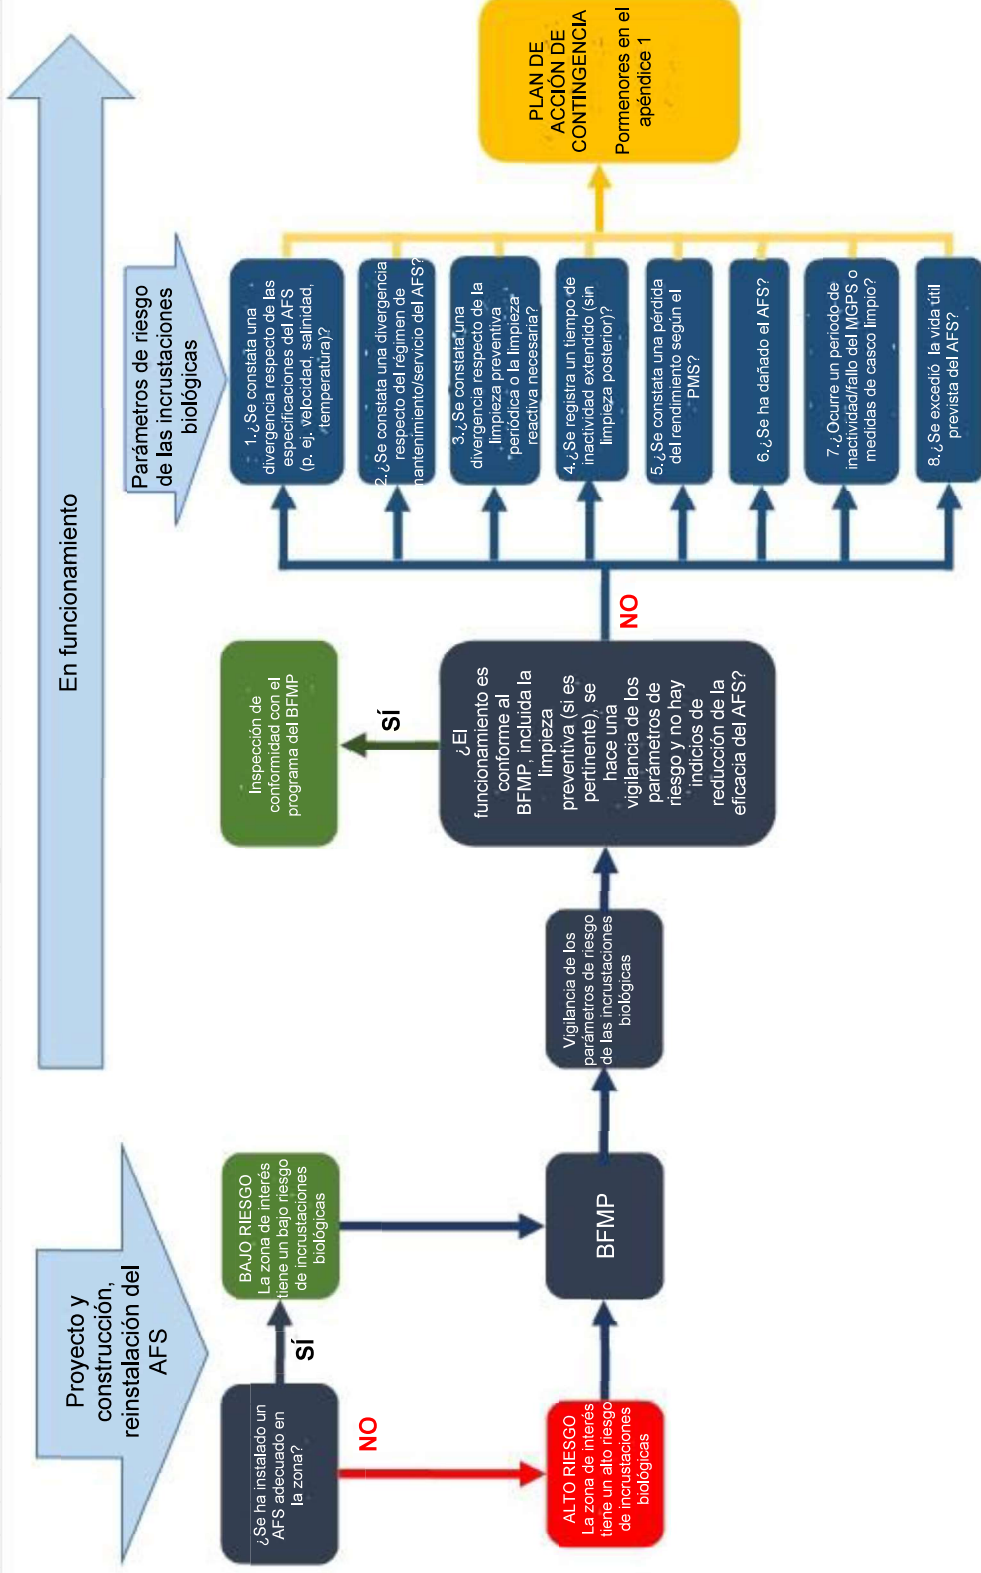 Proyecto y
construcción,
reinstalación del
AFS
En funcionamiento
¿Se ha instalado un
AFS adecuado en
la zona?
SÍ
NO
BAJO RIESGO
La zona de interés
tiene un bajo riesgo
de incrustaciones
biológicas
ALTO RIESGO
La zona de interés
tiene un alto riesgo
de incrustaciones
biológicas
BFMP
Vigilancia de los
parámetros de riesgo
de las incrustaciones
biológicas
¿El
funcionamiento es
conforme al
BFMP, incluida la
limpieza
preventiva (si es
pertinente), se
hace una
vigilancia de los
parámetros de
riesgo y no hay
indicios de
reducción de la
eficacia del AFS?
SÍ
Inspección de
conformidad con el
programa del BFMP
NO
Parámetros de riesgo
de las incrustaciones
biológicas
1.¿Se constata una
divergencia respecto de las
especificaciones del AFS
(p. ej. velocidad, salinidad,
temperatura)?
2.¿Se constata una divergencia
respecto del régimen de
mantenimiento/servicio del AFS?
3.¿Se constata una
divergencia respecto de la
limpieza preventiva
periódica o la limpieza
reactiva necesaria?
4.¿Se registra un tiempo de
inactividad extendido (sin
limpieza posterior)?
5.¿Se constata una pérdida
del rendimiento según el
PMS?
6.¿Se ha dañado el AFS?
7.¿Ocurre un periodo de
inactividad/fallo del MGPS o
medidas de casco limpio?
8.¿Se excedió la vida útil
prevista del AFS?
PLAN DE
ACCIÓN DE
CONTINGENCIA
Pormenores en el
apéndice 1